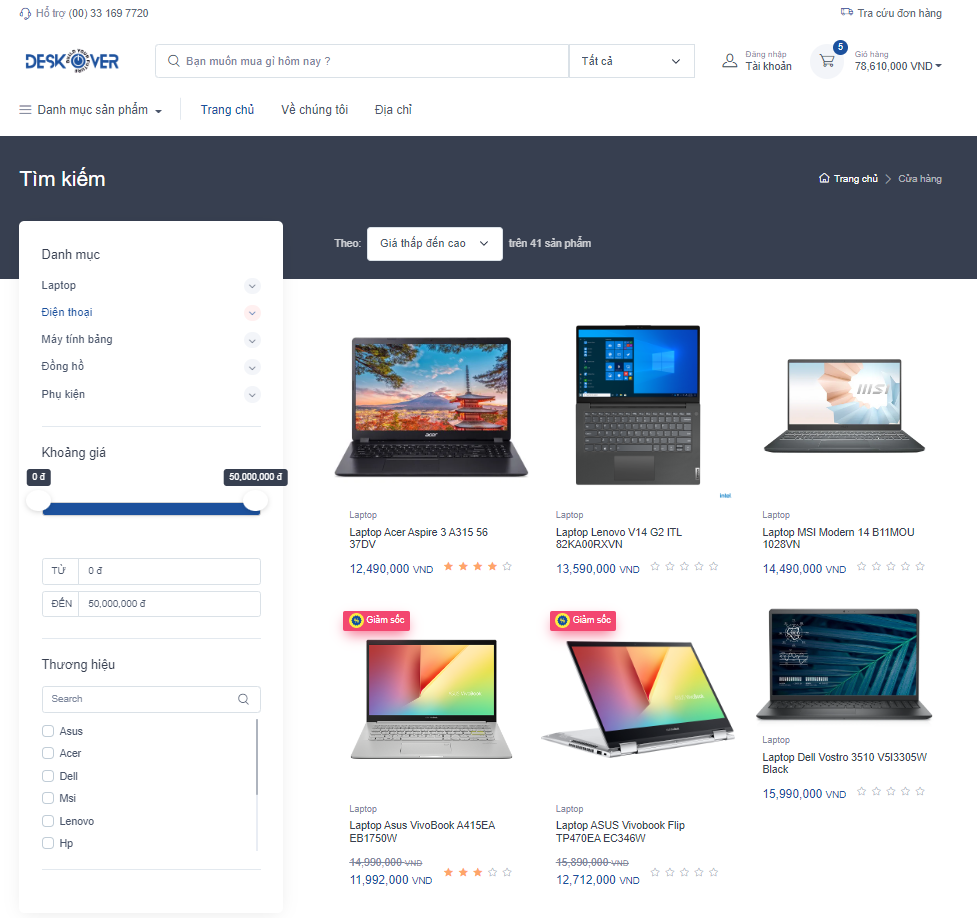 Hỗ trợ (00) 33 169 7720
Tra cứu đơn hàng
DESKOVER
Bạn muốn mua gì hôm nay ?
Tất cả
Đăng nhập
Tài khoản
5
Giỏ hàng
78,610,000 VND
Danh mục sản phẩm
Trang chủ
Về chúng tôi
Địa chỉ
Tìm kiếm
Trang chủ
Cửa hàng
Theo:
Giá thấp đến cao
trên 41 sản phẩm
Danh mục
Laptop
Điện thoại
Máy tính bảng
Đồng hồ
Phụ kiện
Khoảng giá
0 đ
50,000,000 đ
TỪ
0 đ
ĐẾN
50,000,000 đ
Thương hiệu
Search
Asus
Acer
Dell
Msi
Lenovo
Hp
acer
Laptop
Laptop Acer Aspire 3 A315 56
37DV
12,490,000 VND
intel
Laptop
Laptop Lenovo V14 G2 ITL
82KA00RXVN
13,590,000 VND
MSI
Laptop
Laptop MSI Modern 14 B11MOU
1028VN
14,490,000 VND
Giảm sốc
Laptop
Laptop Asus VivoBook A415EA
EB1750W
14,990,000 VND
11,992,000 VND
Giảm sốc
Laptop
Laptop ASUS Vivobook Flip
TP470EA EC346W
15,890,000 VND
12,712,000 VND
Laptop
Laptop Dell Vostro 3510 V5I3305W
Black
15,990,000 VND